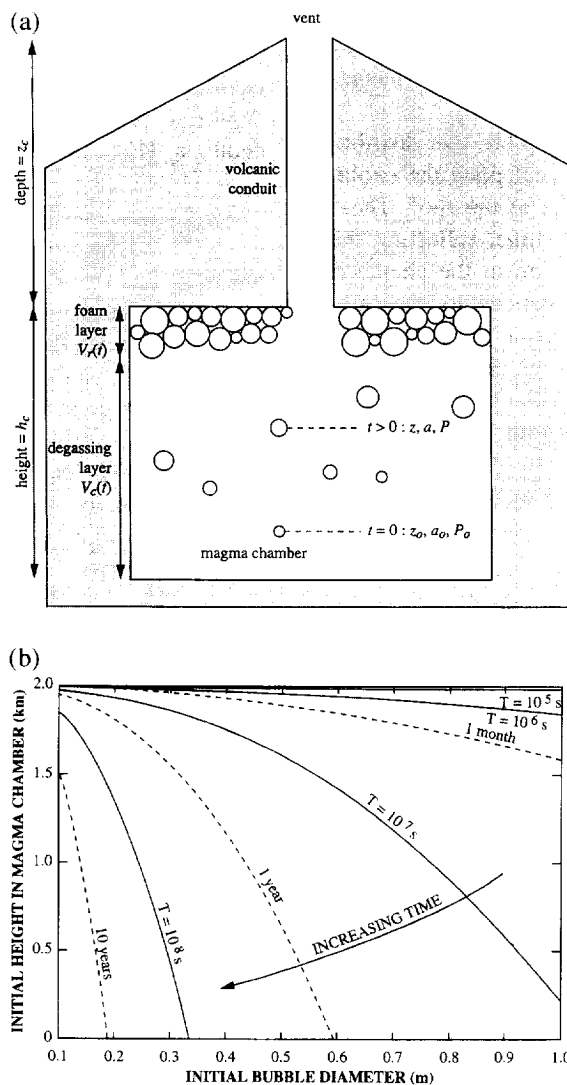 (a)
vent
depth = z_c
volcanic
conduit
foam
layer
V_r(t)
height = h_c
degassing
layer
V_c(t)
t > 0 : z, a, P
t = 0 : z_o, a_o, P_o
magma chamber
(b)
INITIAL HEIGHT IN MAGMA CHAMBER (km)
2.0
1.5
1.0
0.5
0
T = 10^5 s
T = 10^6 s
1 month
T = 10^7 s
1 year
INCREASING TIME
T = 10^8 s
10 years
0.1 0.2 0.3 0.4 0.5 0.6 0.7 0.8 0.9 1.0
INITIAL BUBBLE DIAMETER (m)